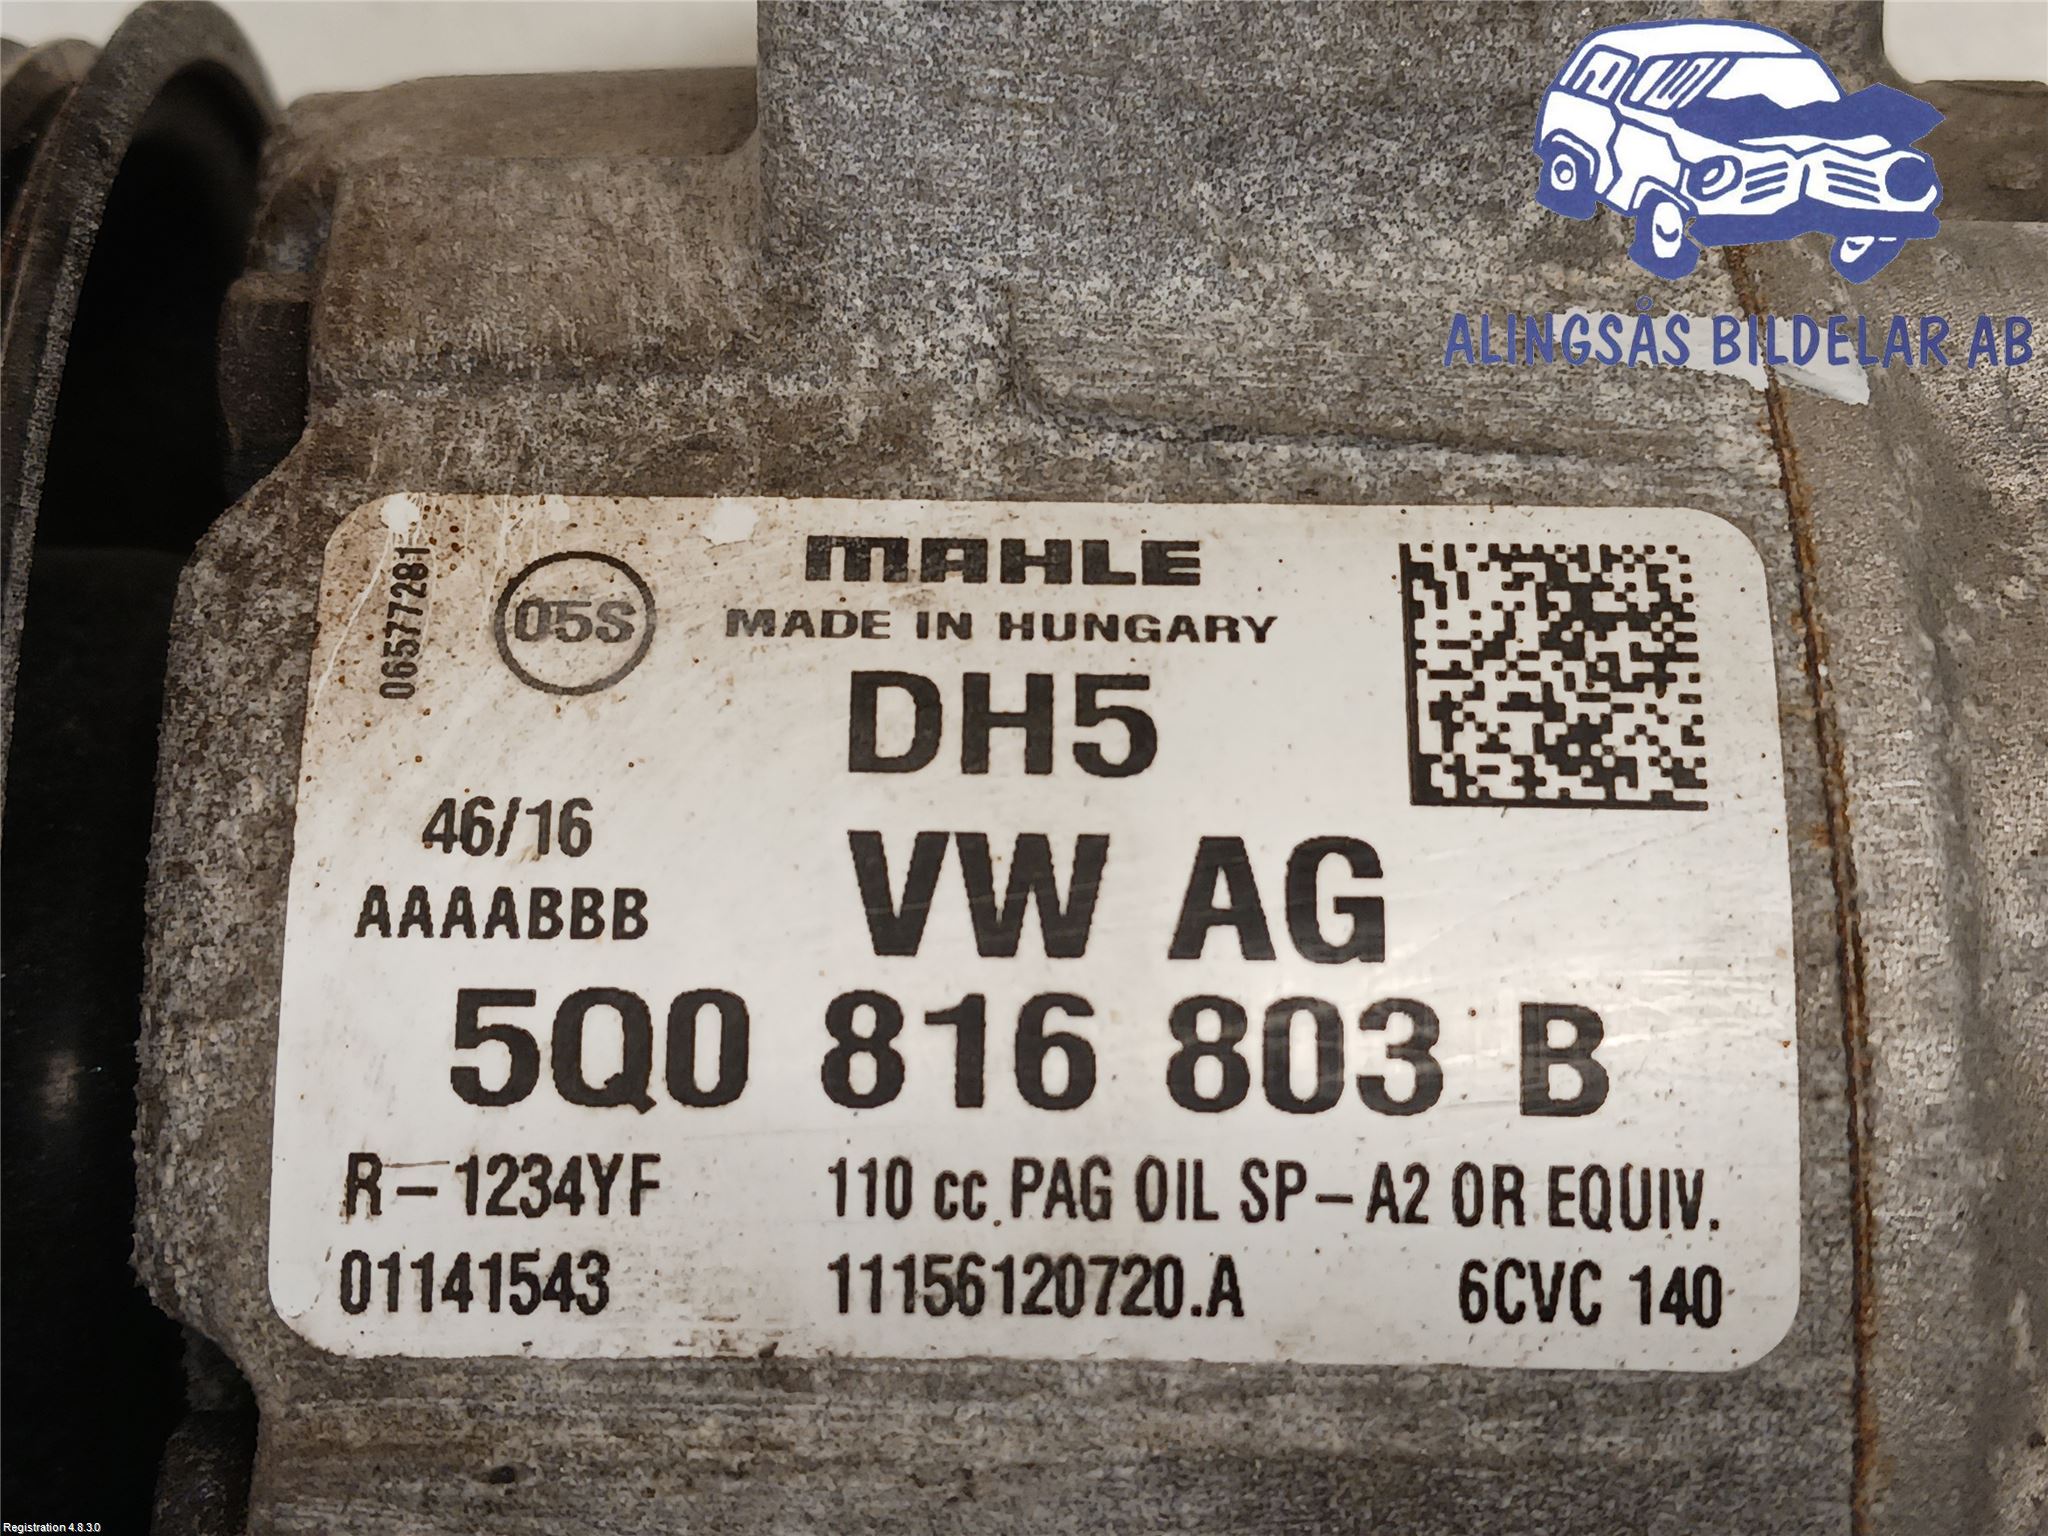 ALINGSÅS BILDELAR AB
06577281
05S
MAHLE
MADE IN HUNGARY
DH5
46/16
VW AG
AAAABBB
5Q0 816 803 B
R-1234YF 110 cc PAG OIL SP-A2 OR EQUIV.
01141543 11156120720.A 6CVC 140
Registration 4.8.3.0